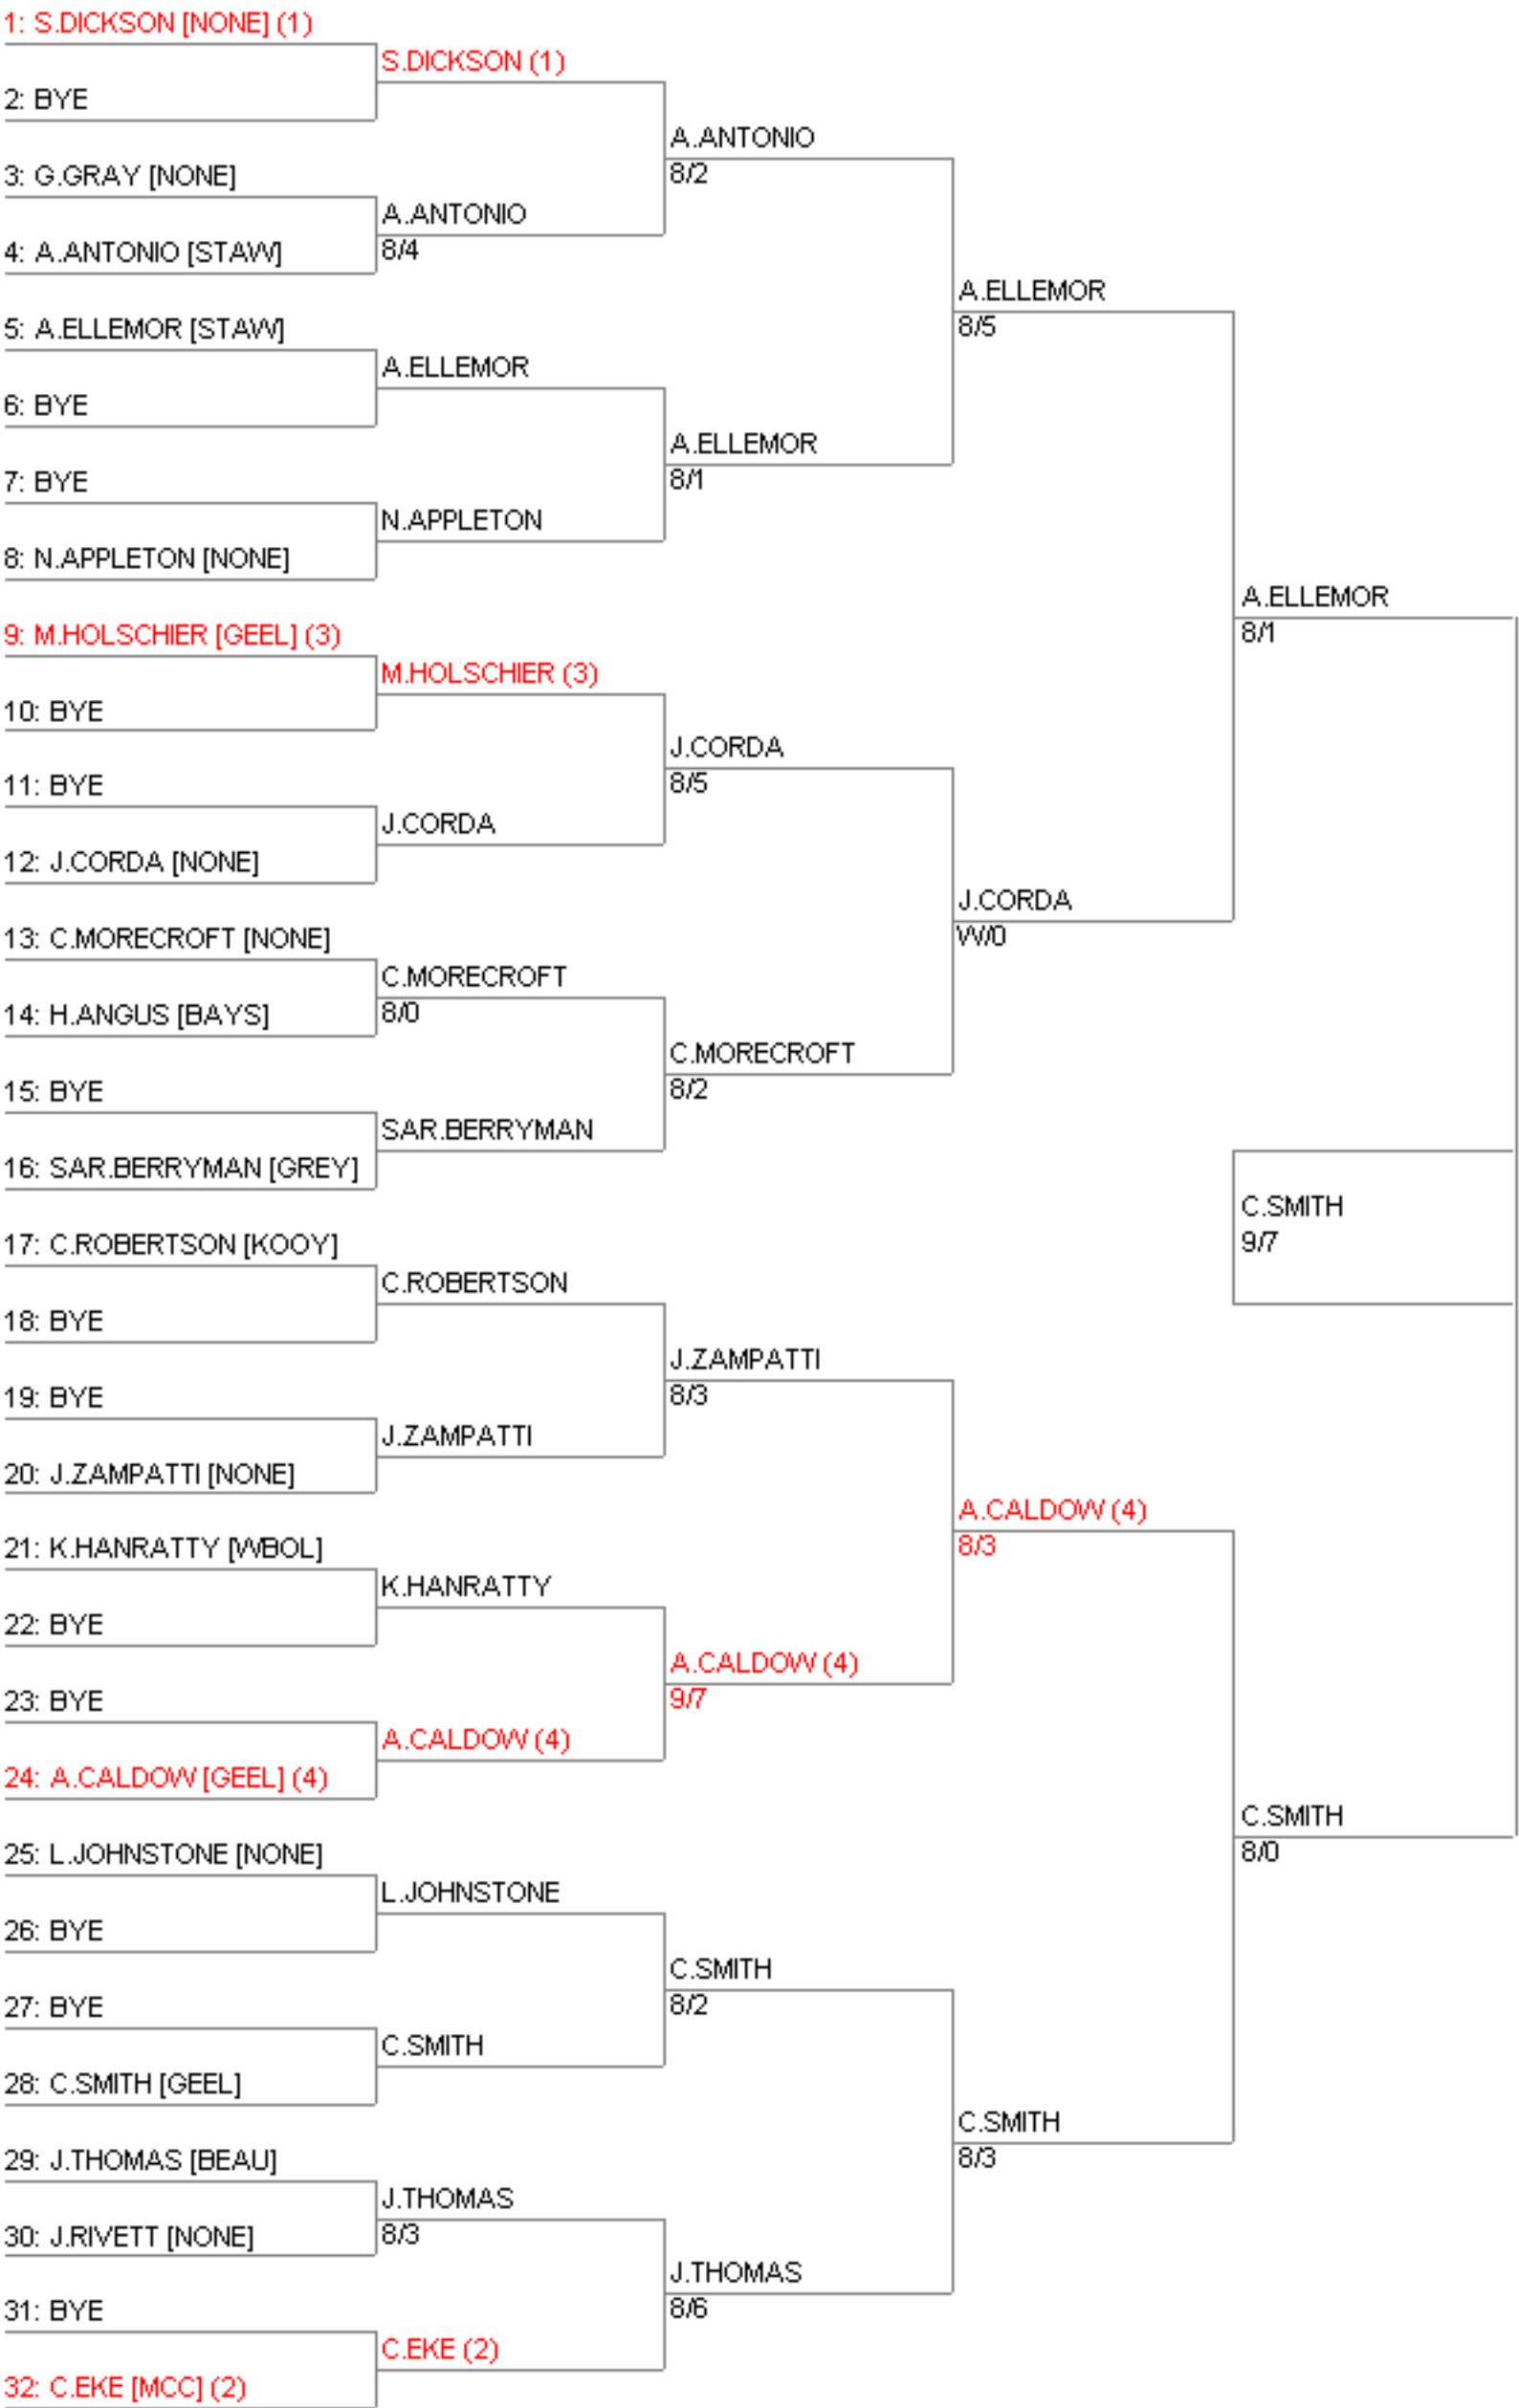 1: S.DICKSON [NONE] (1)
2: BYE
3: G.GRAY [NONE]
4: A.ANTONIO [STAW]
5: A.ELLEMOR [STAW]
6: BYE
7: BYE
8: N.APPLETON [NONE]
9: M.HOLSCHIER [GEEL] (3)
10: BYE
11: BYE
12: J.CORDA [NONE]
13: C.MORECROFT [NONE]
14: H.ANGUS [BAYS]
15: BYE
16: SAR.BERRYMAN [GREY]
17: C.ROBERTSON [KOOY]
18: BYE
19: BYE
20: J.ZAMPATTI [NONE]
21: K.HANRATTY [WBOL]
22: BYE
23: BYE
24: A.CALDOW [GEEL] (4)
25: L.JOHNSTONE [NONE]
26: BYE
27: BYE
28: C.SMITH [GEEL]
29: J.THOMAS [BEAU]
30: J.RIVETT [NONE]
31: BYE
32: C.EKE [MCC] (2)
S.DICKSON (1)
A.ANTONIO
8/4
A.ELLEMOR
N.APPLETON
M.HOLSCHIER (3)
J.CORDA
C.MORECROFT
8/0
SAR.BERRYMAN
C.ROBERTSON
J.ZAMPATTI
K.HANRATTY
A.CALDOW (4)
L.JOHNSTONE
C.SMITH
J.THOMAS
8/3
C.EKE (2)
A.ANTONIO
8/2
A.ELLEMOR
8/1
J.CORDA
8/5
C.MORECROFT
8/2
J.ZAMPATTI
8/3
A.CALDOW (4)
9/7
C.SMITH
8/2
J.THOMAS
8/6
A.ELLEMOR
8/5
J.CORDA
W/0
A.CALDOW (4)
8/3
C.SMITH
8/3
A.ELLEMOR
8/1
C.SMITH
9/7
C.SMITH
8/0